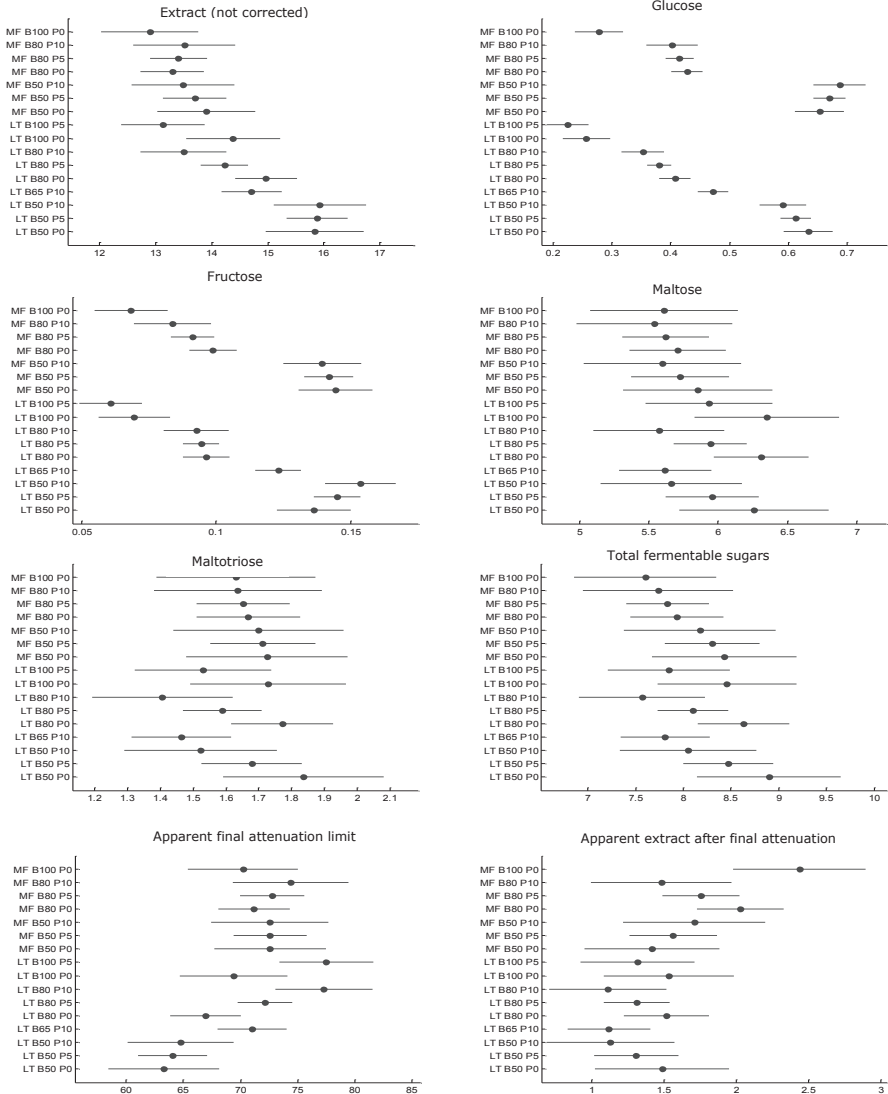 Extract (not corrected)
MF B100 P0
MF B80 P10
MF B80 P5
MF B80 P0
MF B50 P10
MF B50 P5
MF B50 P0
LT B100 P5
LT B100 P0
LT B80 P10
LT B80 P5
LT B80 P0
LT B65 P10
LT B50 P10
LT B50 P5
LT B50 P0
12 13 14 15 16 17
Glucose
MF B100 P0
MF B80 P10
MF B80 P5
MF B80 P0
MF B50 P10
MF B50 P5
MF B50 P0
LT B100 P5
LT B100 P0
LT B80 P10
LT B80 P5
LT B80 P0
LT B65 P10
LT B50 P10
LT B50 P5
LT B50 P0
0.2 0.3 0.4 0.5 0.6 0.7
Fructose
MF B100 P0
MF B80 P10
MF B80 P5
MF B80 P0
MF B50 P10
MF B50 P5
MF B50 P0
LT B100 P5
LT B100 P0
LT B80 P10
LT B80 P5
LT B80 P0
LT B65 P10
LT B50 P10
LT B50 P5
LT B50 P0
0.05 0.1 0.15
Maltose
MF B100 P0
MF B80 P10
MF B80 P5
MF B80 P0
MF B50 P10
MF B50 P5
MF B50 P0
LT B100 P5
LT B100 P0
LT B80 P10
LT B80 P5
LT B80 P0
LT B65 P10
LT B50 P10
LT B50 P5
LT B50 P0
5 5.5 6 6.5 7
Maltotriose
MF B100 P0
MF B80 P10
MF B80 P5
MF B80 P0
MF B50 P10
MF B50 P5
MF B50 P0
LT B100 P5
LT B100 P0
LT B80 P10
LT B80 P5
LT B80 P0
LT B65 P10
LT B50 P10
LT B50 P5
LT B50 P0
1.2 1.3 1.4 1.5 1.6 1.7 1.8 1.9 2 2.1
Total fermentable sugars
MF B100 P0
MF B80 P10
MF B80 P5
MF B80 P0
MF B50 P10
MF B50 P5
MF B50 P0
LT B100 P5
LT B100 P0
LT B80 P10
LT B80 P5
LT B80 P0
LT B65 P10
LT B50 P10
LT B50 P5
LT B50 P0
7 7.5 8 8.5 9 9.5 10
Apparent final attenuation limit
MF B100 P0
MF B80 P10
MF B80 P5
MF B80 P0
MF B50 P10
MF B50 P5
MF B50 P0
LT B100 P5
LT B100 P0
LT B80 P10
LT B80 P5
LT B80 P0
LT B65 P10
LT B50 P10
LT B50 P5
LT B50 P0
60 65 70 75 80 85
Apparent extract after final attenuation
MF B100 P0
MF B80 P10
MF B80 P5
MF B80 P0
MF B50 P10
MF B50 P5
MF B50 P0
LT B100 P5
LT B100 P0
LT B80 P10
LT B80 P5
LT B80 P0
LT B65 P10
LT B50 P10
LT B50 P5
LT B50 P0
1 1.5 2 2.5 3